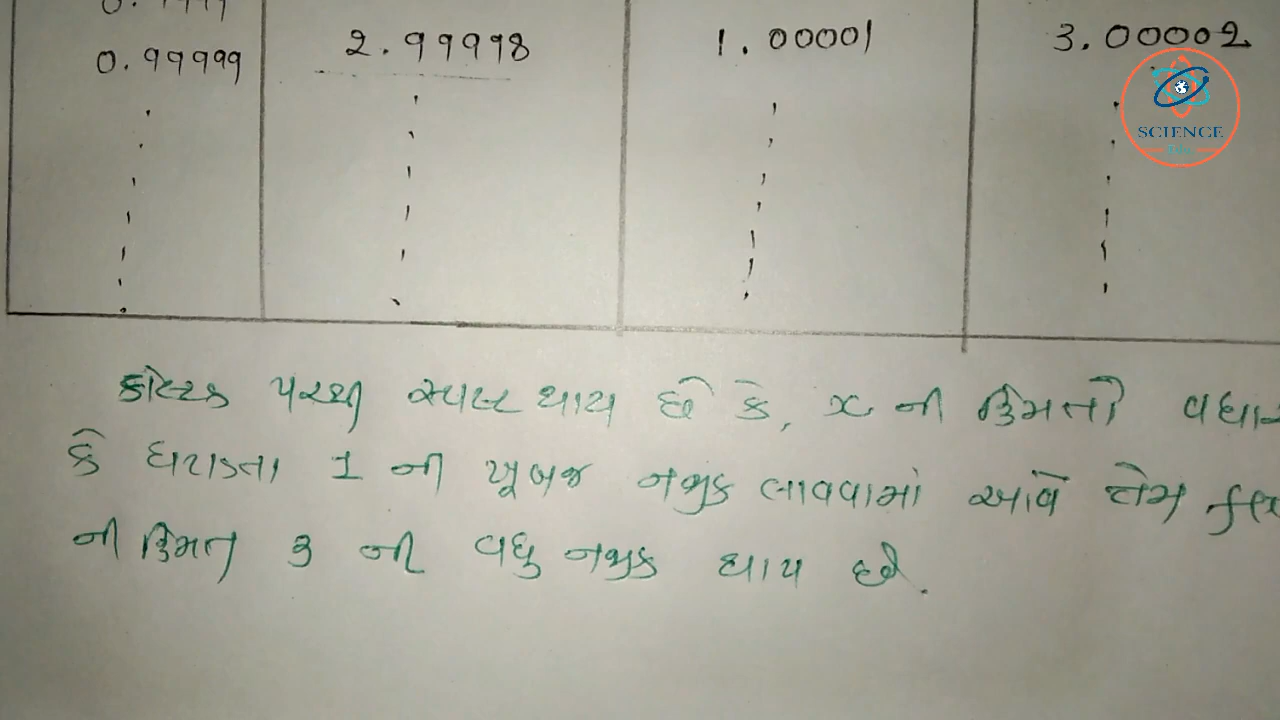 0.99999 2.99998 1.00001 3.00002
SCIENCE
કોષ્ટક પરથી સ્પષ્ટ થાય છે કે, x ની કિંમતો
કે ઘટાડતા 1 ની ખૂબજ નજીક લાવવામાં આવે તેમ
ની કિંમત 3 ની વધુ નજીક થાય છે.